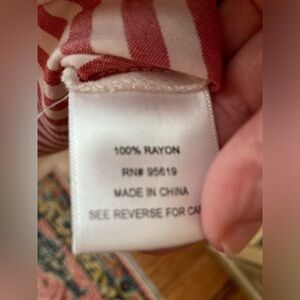 100% RAYON
RN# 95619
MADE IN CHINA
SEE REVERSE FOR